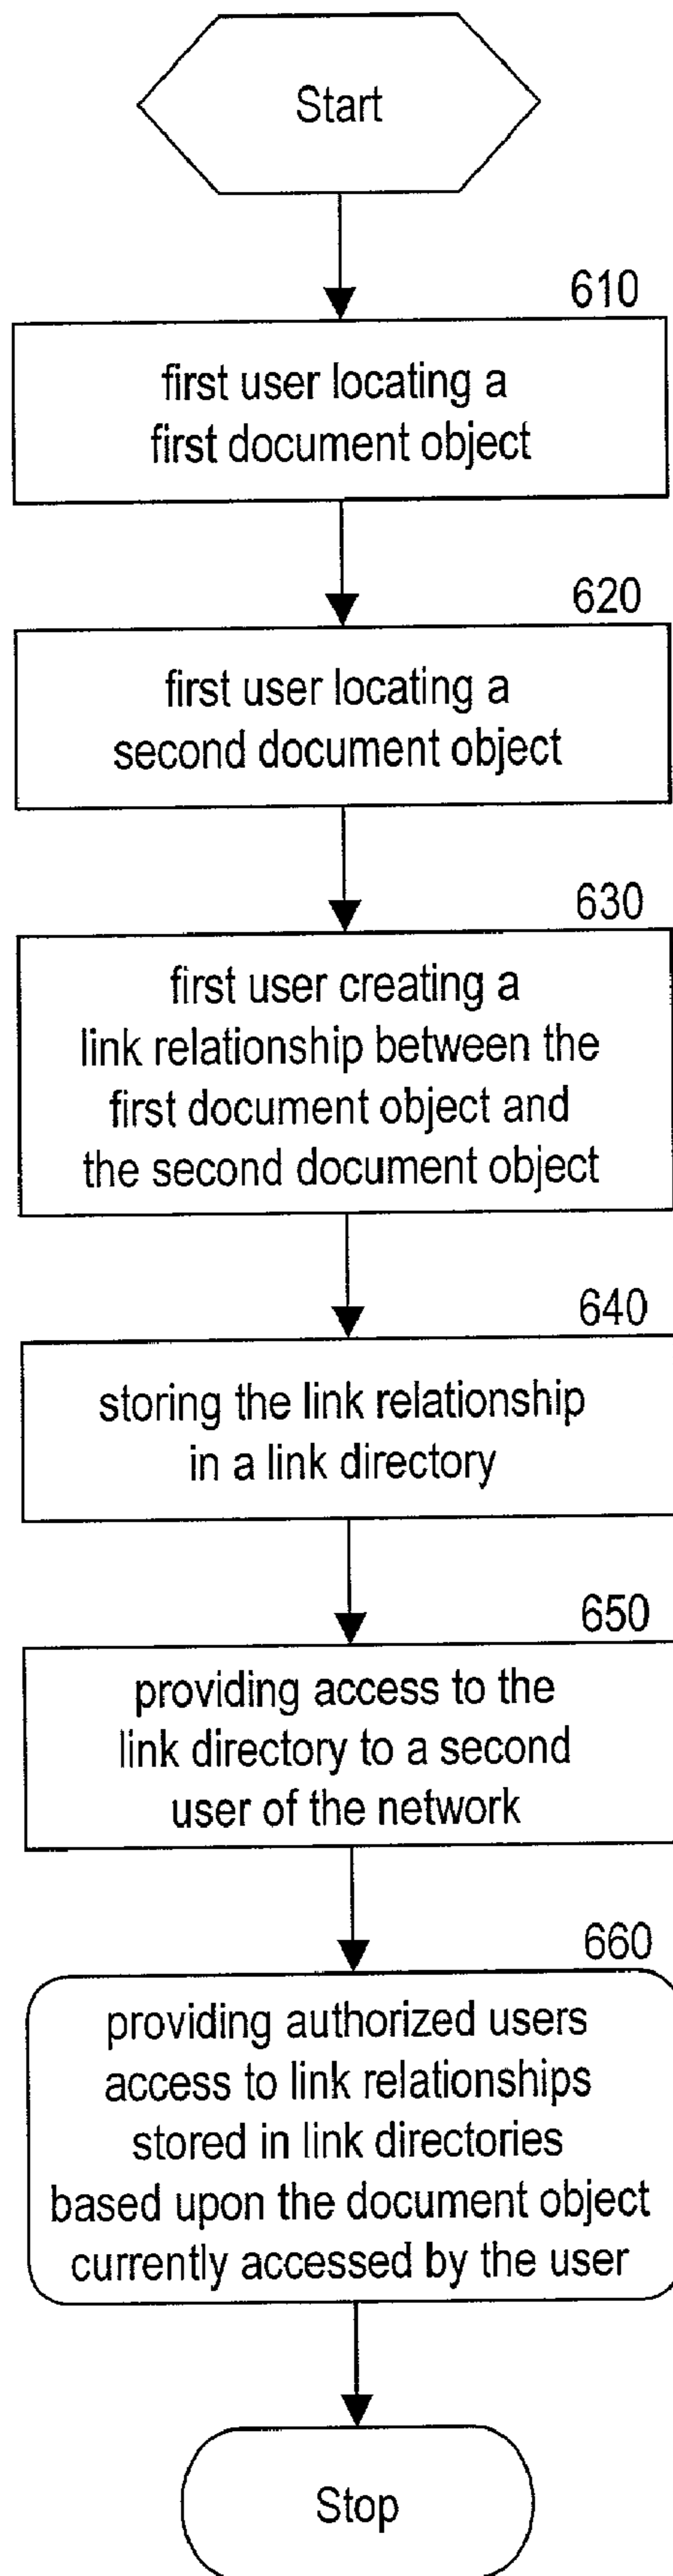 Start
610
first user locating a
first document object
620
first user locating a
second document object
630
first user creating a
link relationship between the
first document object and
the second document object
640
storing the link relationship
in a link directory
650
providing access to the
link directory to a second
user of the network
660
providing authorized users
access to link relationships
stored in link directories
based upon the document object
currently accessed by the user
Stop